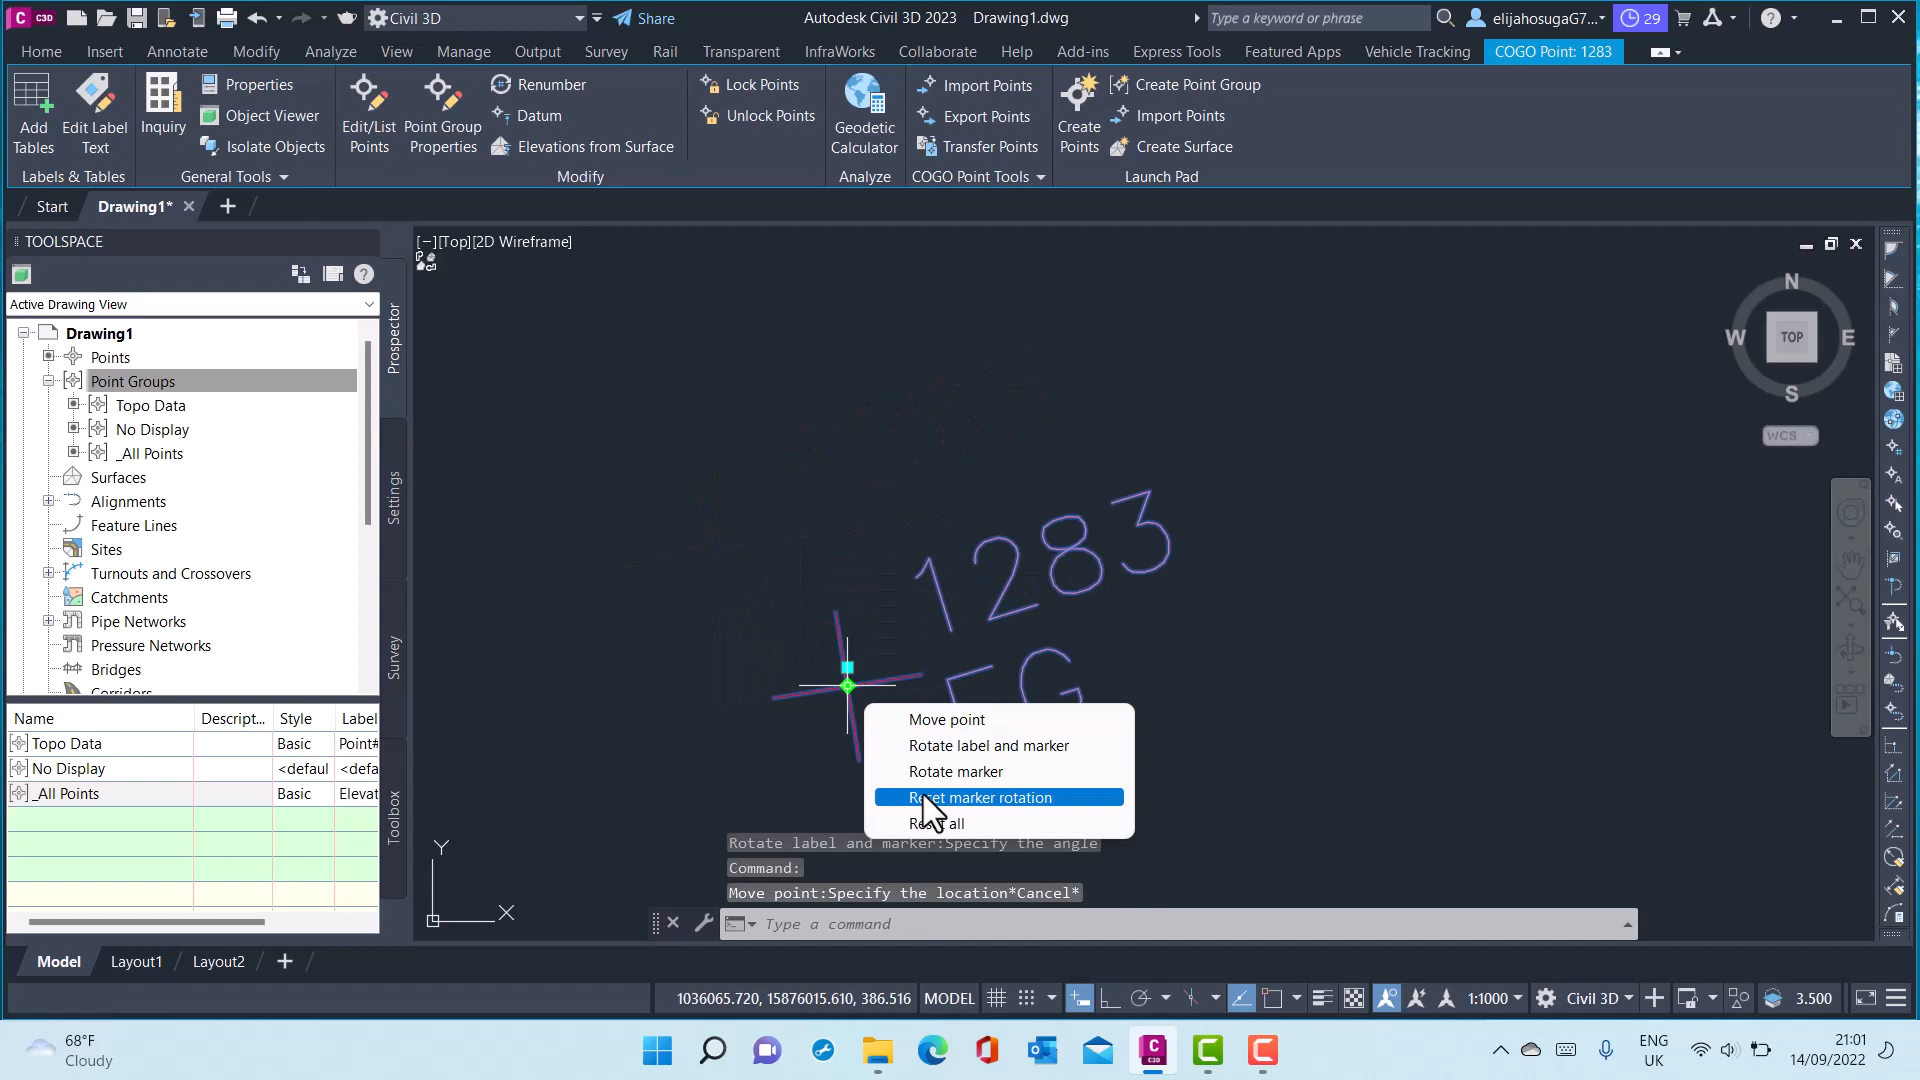 C3D
Civil 3D
Share
Autodesk Civil 3D 2023 Drawing1.dwg
Type a keyword or phrase
elijahosugaG7...
29
Home Insert Annotate Modify Analyze View Manage Output Survey Rail Transparent InfraWorks Collaborate Help Add-ins Express Tools Featured Apps Vehicle Tracking COGO Point: 1283
Add
Tables
Edit Label
Text
Labels & Tables
Inquiry
Properties
Object Viewer
Isolate Objects
General Tools
Edit/List
Points
Point Group
Properties
Renumber
Datum
Elevations from Surface
Lock Points
Unlock Points
Modify
Geodetic
Calculator
Analyze
Import Points
Export Points
Transfer Points
COGO Point Tools
Create
Points
Create Point Group
Import Points
Create Surface
Launch Pad
Start
Drawing1*
TOOLSPACE
Active Drawing View
Drawing1
Points
Point Groups
Topo Data
No Display
_All Points
Surfaces
Alignments
Feature Lines
Sites
Turnouts and Crossovers
Catchments
Pipe Networks
Pressure Networks
Bridges
Corridors
Prospector
Settings
Survey
Toolbox
Name Descript... Style Label
Topo Data Basic Point#
No Display <defaul <defa
_All Points Basic Elevat
[−][Top][2D Wireframe]
N
W TOP E
S
WCS
1283
Move point
Rotate label and marker
Rotate marker
Reset marker rotation
Rotate label and marker:Specify the angle
Command:
Move point:Specify the location*Cancel*
Type a command
Y
X
Model Layout1 Layout2
1036065.720, 15876015.610, 386.516 MODEL 1:1000 Civil 3D 3.500
68°F
Cloudy
ENG
UK
21:01
14/09/2022